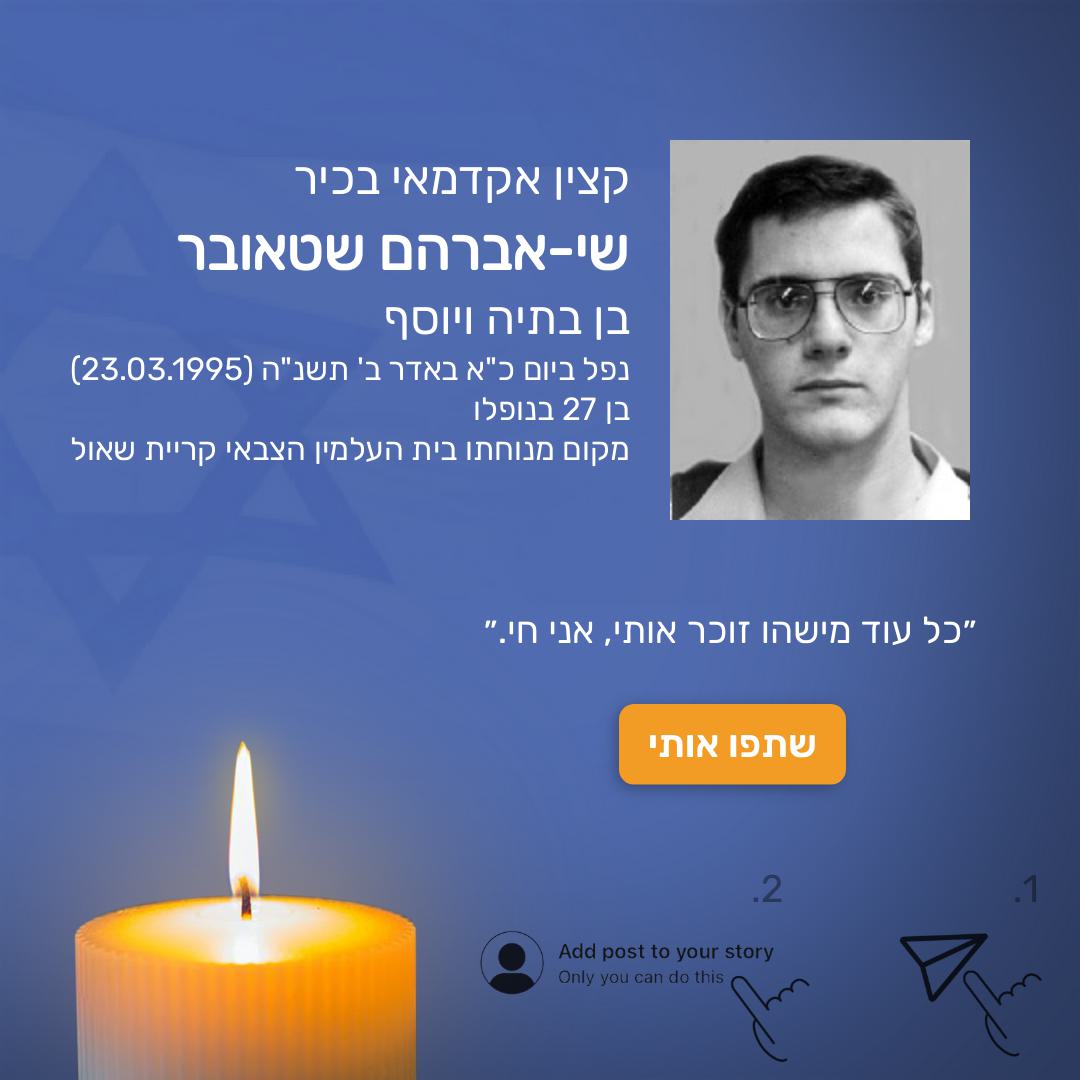 קצין אקדמאי בכיר
שי-אברהם שטאובר
בן בתיה ויוסף
נפל ביום כ"א באדר ב' תשנ"ה (23.03.1995)
בן 27 בנופלו
מקום מנוחתו בית העלמין הצבאי קריית שאול
״כל עוד מישהו זוכר אותי, אני חי.״
שתפו אותי
1.
2.
Add post to your story
Only you can do this